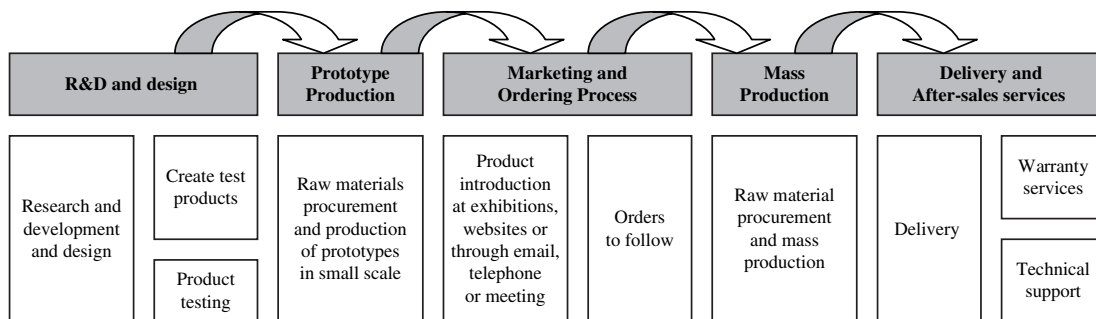 R&D and design
Prototype
Production
Marketing and
Ordering Process
Mass
Production
Delivery and
After-sales services
Research and
development
and design
Create test
products
Product
testing
Raw materials
procurement
and production
of prototypes
in small scale
Product
introduction
at exhibitions,
websites or
through email,
telephone
or meeting
Orders
to follow
Raw material
procurement
and mass
production
Delivery
Warranty
services
Technical
support